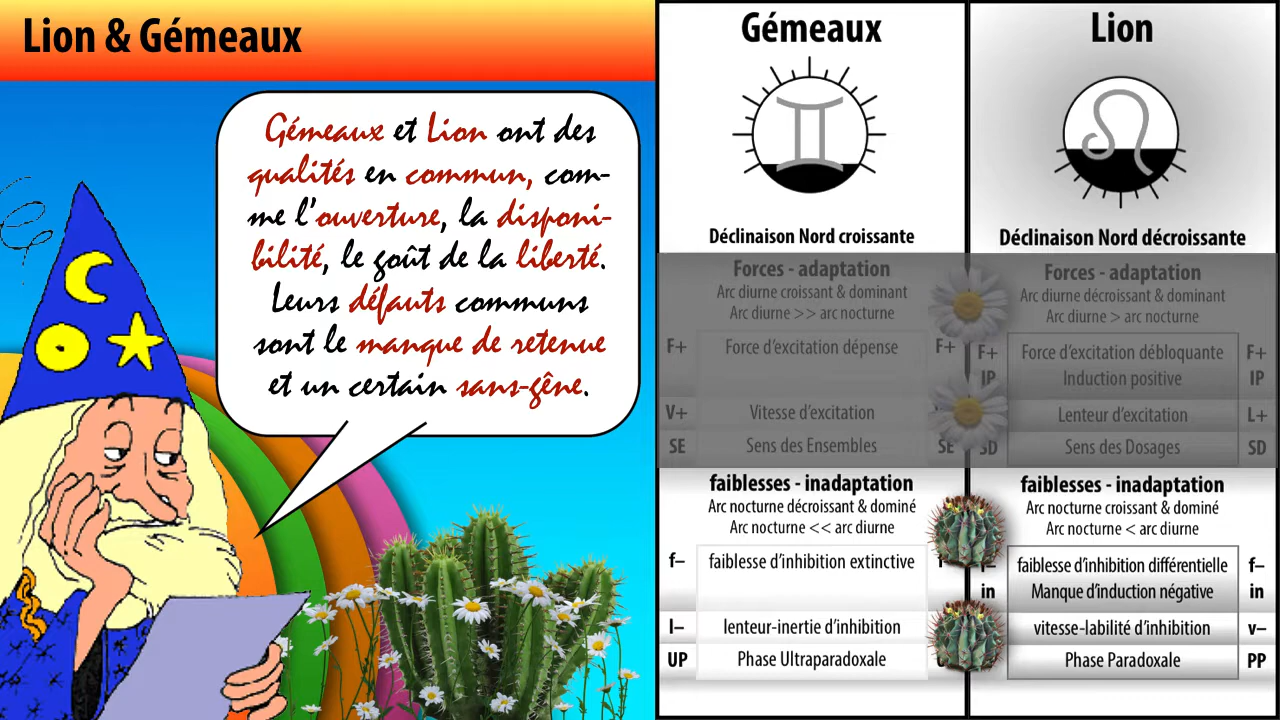 Lion & Gémeaux
Gémeaux et Lion ont des
qualités en commun, com-
me l'ouverture, la disponi-
bilité, le goût de la liberté.
Leurs défauts communs
sont le manque de retenue
et un certain sans-gêne.
Gémeaux
Déclinaison Nord croissante
Forces - adaptation
Arc diurne croissant & dominant
Arc diurne >> arc nocturne
F+ Force d'excitation dépense F+
V+ Vitesse d'excitation
SE Sens des Ensembles SE
faiblesses - inadaptation
Arc nocturne décroissant & dominé
Arc nocturne << arc diurne
f– faiblesse d'inhibition extinctive
l– lenteur-inertie d'inhibition
UP Phase Ultraparadoxale
Lion
Déclinaison Nord décroissante
Forces - adaptation
Arc diurne décroissant & dominant
Arc diurne > arc nocturne
F+ Force d'excitation débloquante F+
IP Induction positive IP
Lenteur d'excitation L+
SD Sens des Dosages SD
faiblesses - inadaptation
Arc nocturne croissant & dominé
Arc nocturne < arc diurne
faiblesse d'inhibition différentielle f–
in Manque d'induction négative in
vitesse-labilité d'inhibition v–
Phase Paradoxale PP